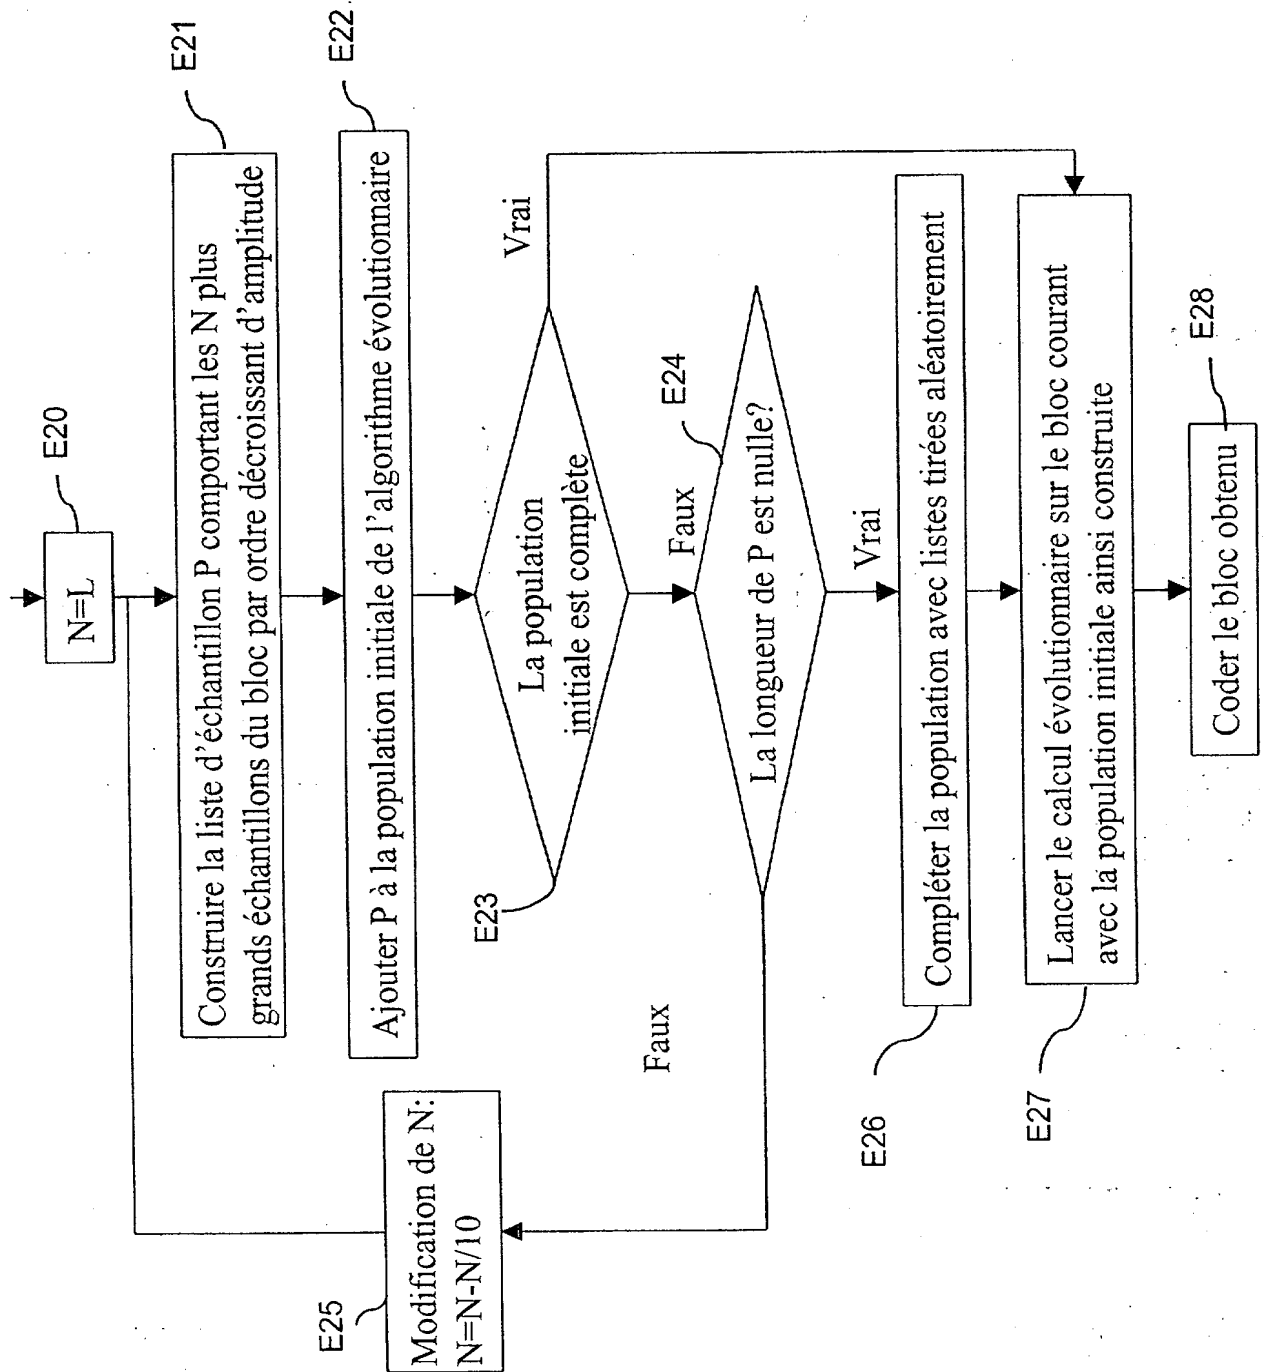 E20
N=L
E21
Construire la liste d'échantillon P comportant les N plus
grands échantillons du bloc par ordre décroissant d'amplitude
E22
Ajouter P à la population initiale de l'algorithme évolutionnaire
E23
La population
initiale est complète
Vrai
Faux
E24
La longueur de P est nulle?
Faux
Vrai
E25
Modification de N:
N=N-N/10
E26
Compléter la population avec listes tirées aléatoirement
E27
Lancer le calcul évolutionnaire sur le bloc courant
avec la population initiale ainsi construite
E28
Coder le bloc obtenu